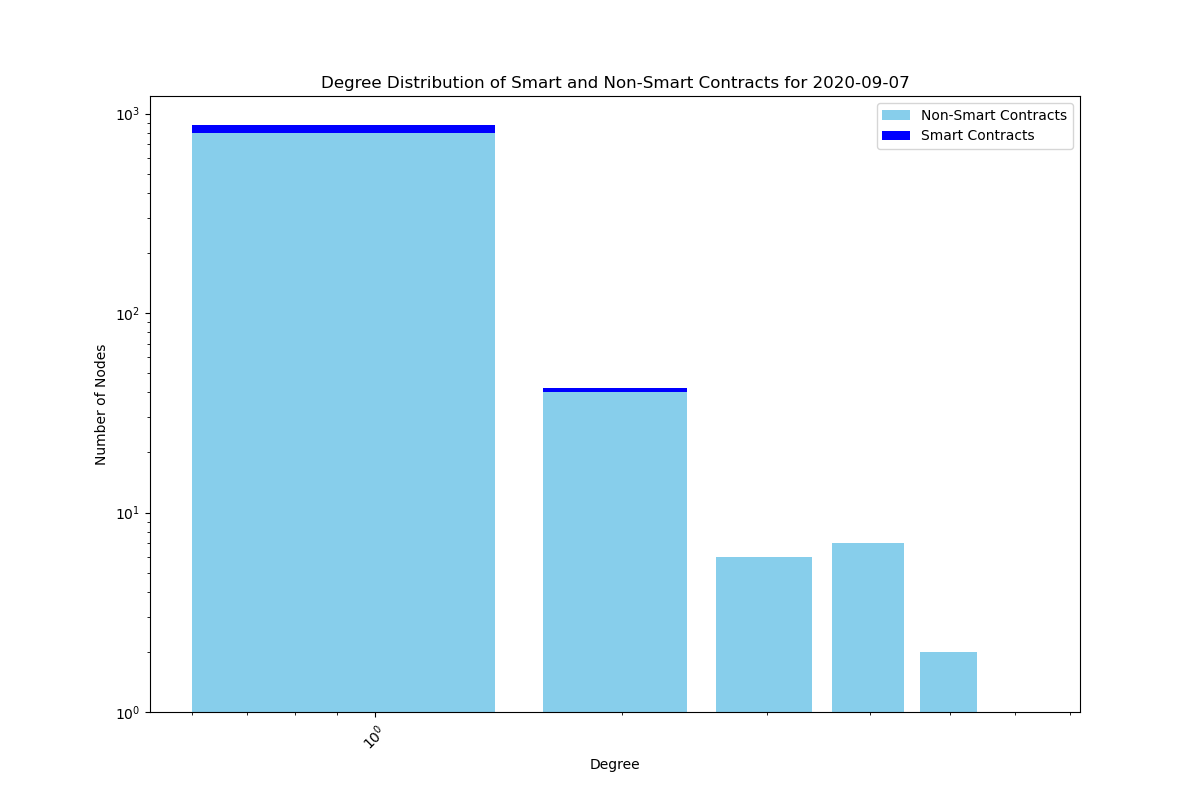 Degree Distribution of Smart and Non-Smart Contracts for 2020-09-07
Non-Smart Contracts
Smart Contracts
10³
10²
10¹
10⁰
Number of Nodes
10⁰
Degree